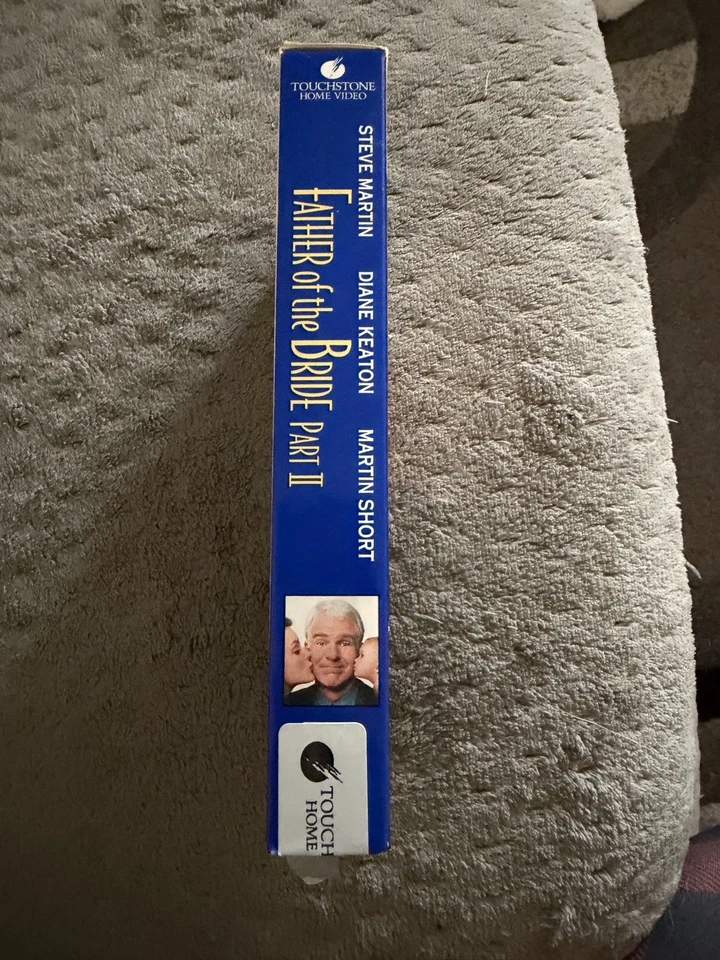 TOUCHSTONE
HOME VIDEO
STEVE MARTIN DIANE KEATON MARTIN SHORT
FATHER of the BRIDE PART II
TOUCH
HOME